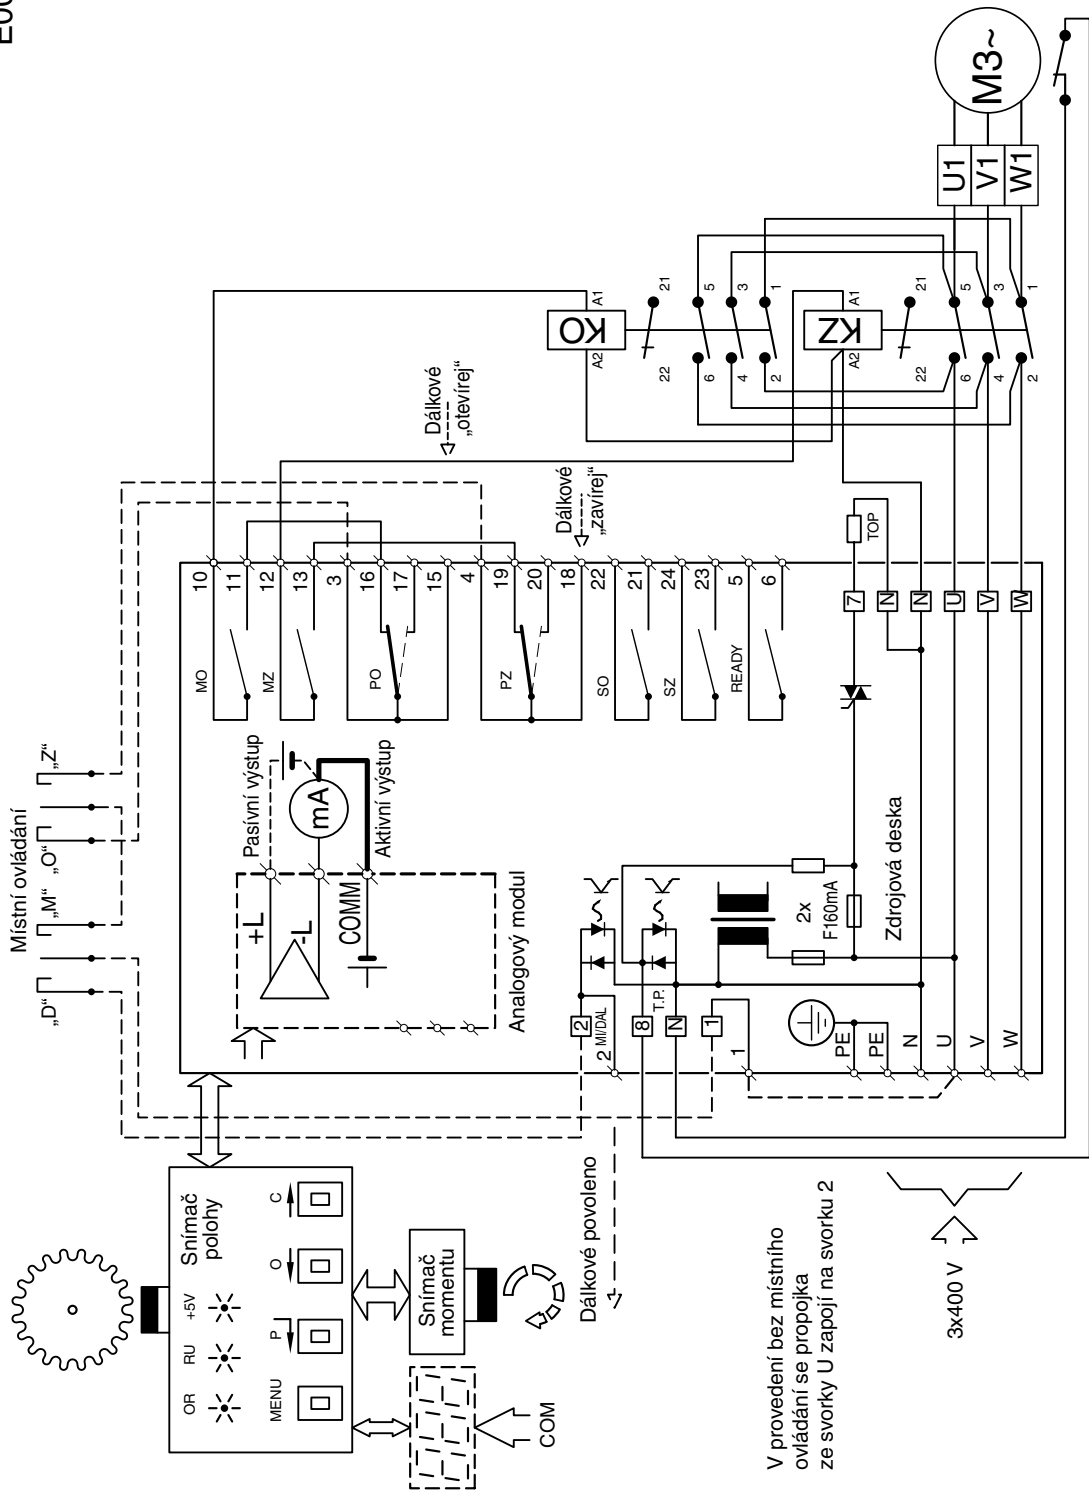 Místní ovládání
„D“
„M“
„O“
„Z“
10
11
12
13
3
16
17
15
4
19
20
18
22
21
24
23
5
6
MO
MZ
PO
PZ
SO
SZ
READY
Dálkové
„otevírej“
Dálkové
„zavírej“
Pasívní výstup
mA
Aktivní výstup
+L
-L
COMM
Analogový modul
KO
A1
A2
21
22
5
6
3
4
1
2
KZ
A1
A2
21
22
5
6
3
4
1
2
U1
V1
W1
M3~
TOP
7
N
N
U
V
W
2x
F160mA
Zdrojová deska
2
8
N
1
T.P.
2 MI/DAL
1
PE
PE
N
U
V
W
Snímač
polohy
OR
RU
+5V
MENU
P
O
C
Snímač
momentu
COM
Dálkové povoleno
V provedení bez místního
ovládání se propojka
ze svorky U zapojí na svorku 2
3x400 V